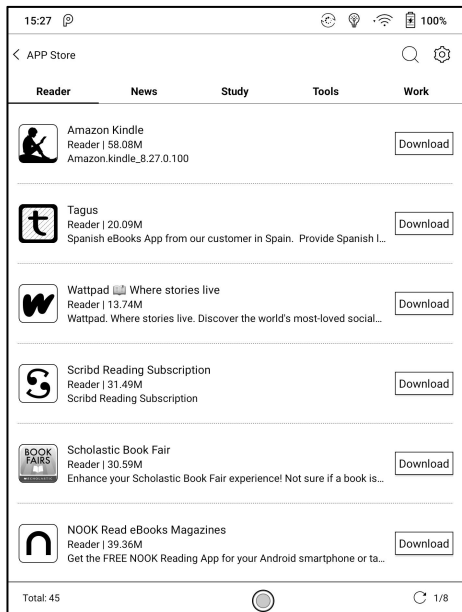 15:27 100%
APP Store
Reader News Study Tools Work
Amazon Kindle
Reader | 58.08M
Amazon.kindle_8.27.0.100
Download
Tagus
Reader | 20.09M
Spanish eBooks App from our customer in Spain. Provide Spanish l...
Download
Wattpad 📖 Where stories live
Reader | 13.74M
Wattpad. Where stories live. Discover the world's most-loved social...
Download
Scribd Reading Subscription
Reader | 31.49M
Scribd Reading Subscription
Download
BOOK
FAIRS
SCHOLASTIC
Scholastic Book Fair
Reader | 30.59M
Enhance your Scholastic Book Fair experience! Not sure if a book is...
Download
NOOK Read eBooks Magazines
Reader | 39.36M
Get the FREE NOOK Reading App for your Android smartphone or ta...
Download
Total: 45 1/8